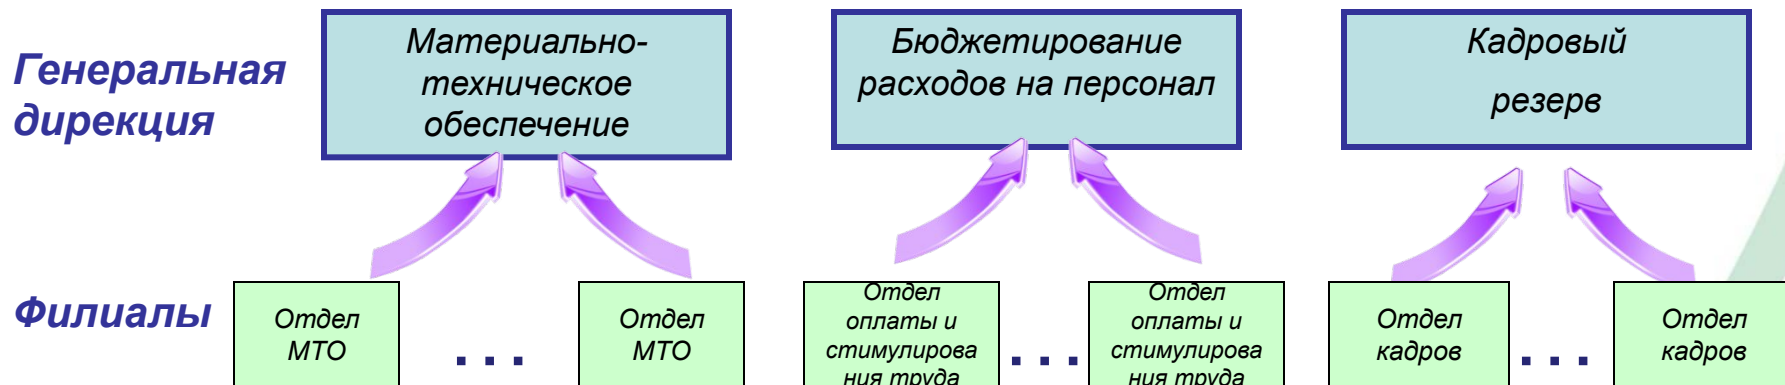 Генеральная
дирекция
Материально-
техническое
обеспечение
Бюджетирование
расходов на персонал
Кадровый
резерв
Филиалы
Отдел
МТО
...
Отдел
МТО
Отдел
оплаты и
стимулирова
ния труда
...
Отдел
оплаты и
стимулирова
ния труда
Отдел
кадров
...
Отдел
кадров